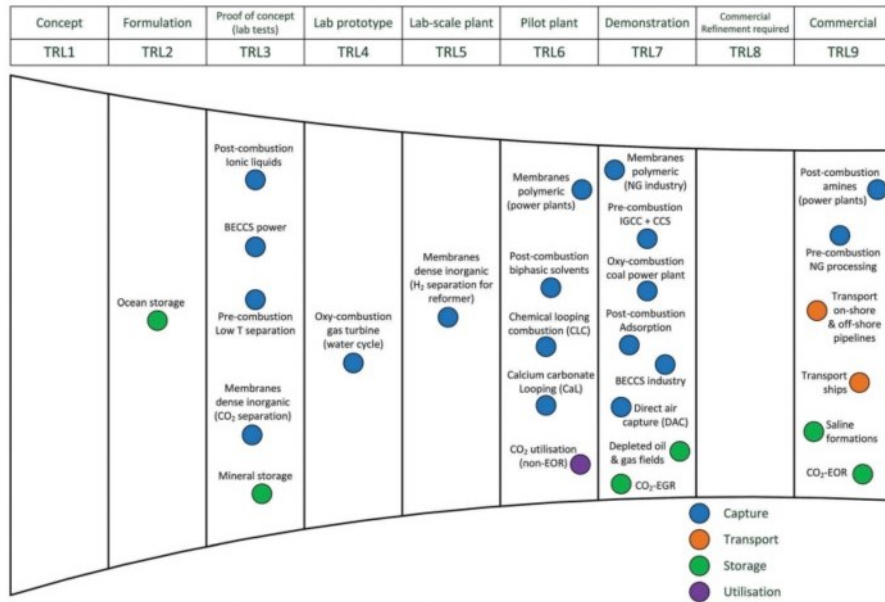 Concept
Formulation
Proof of concept
(lab tests)
Lab prototype
Lab-scale plant
Pilot plant
Demonstration
Commercial
Refinement required
Commercial
TRL1
TRL2
TRL3
TRL4
TRL5
TRL6
TRL7
TRL8
TRL9
Ocean storage
Post-combustion
Ionic liquids
BECCS power
Pre-combustion
Low T separation
Membranes
dense inorganic
(CO₂ separation)
Mineral storage
Oxy-combustion
gas turbine
(water cycle)
Membranes
dense inorganic
(H₂ separation for
reformer)
Membranes
polymeric
(power plants)
Post-combustion
biphasic solvents
Chemical looping
combustion (CLC)
Calcium carbonate
Looping (CaL)
CO₂ utilisation
(non-EOR)
Membranes
polymeric
(NG industry)
Pre-combustion
IGCC + CCS
Oxy-combustion
coal power plant
Post-combustion
Adsorption
BECCS industry
Direct air
capture (DAC)
Depleted oil
& gas fields
CO₂-EGR
Post-combustion
amines
(power plants)
Pre-combustion
NG processing
Transport
on-shore
& off-shore
pipelines
Transport
ships
Saline
formations
CO₂-EOR
Capture
Transport
Storage
Utilisation